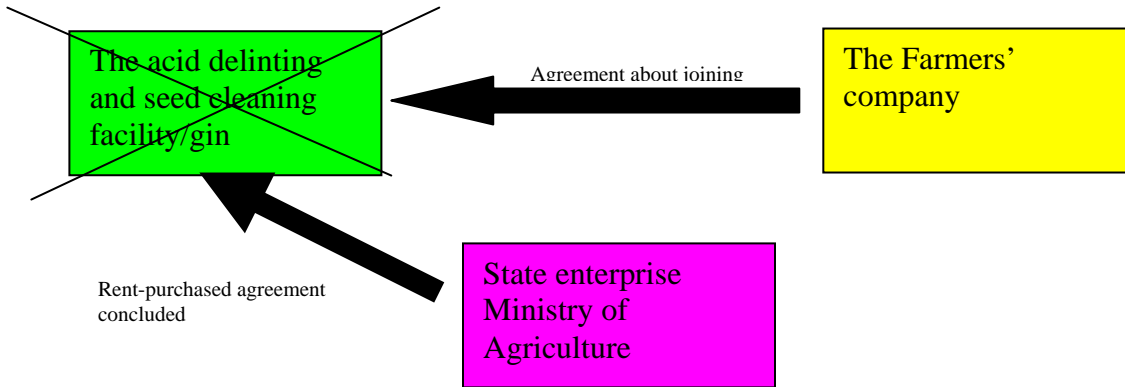 The acid delinting
and seed cleaning
facility/gin
Agreement about joining
The Farmers'
company
Rent-purchased agreement
concluded
State enterprise
Ministry of
Agriculture